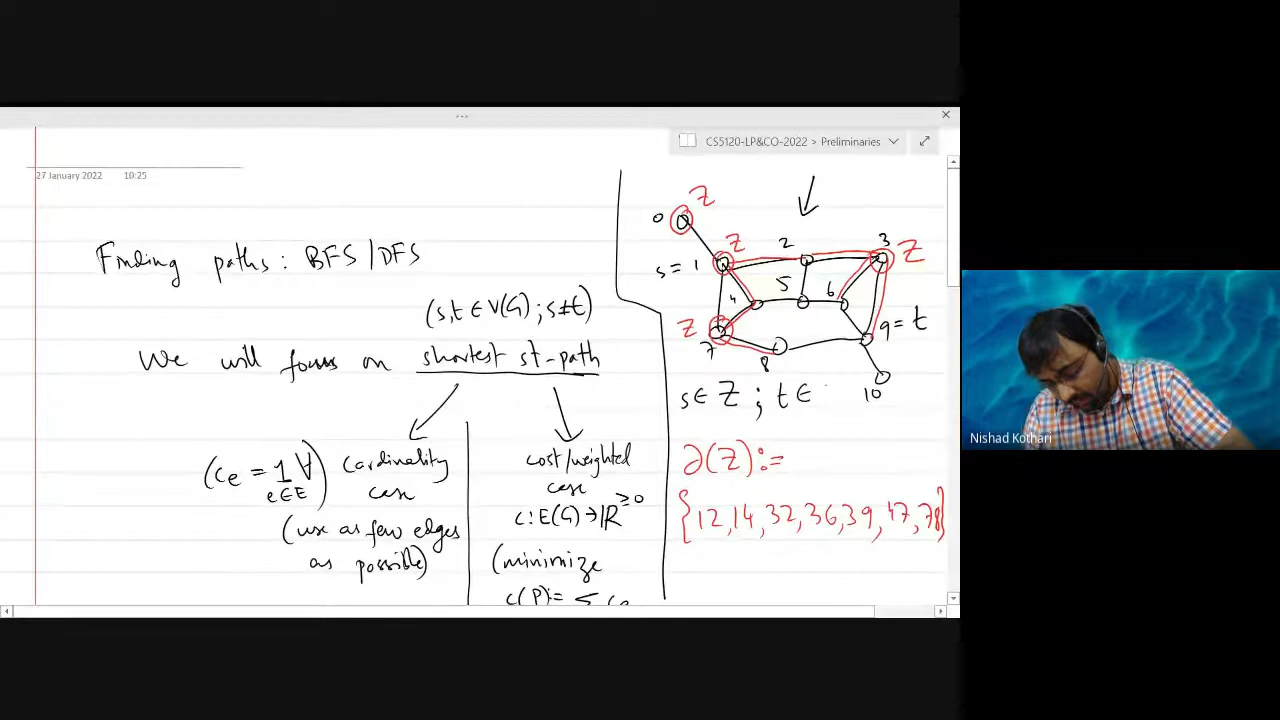 CS5120-LP&CO-2022 > Preliminaries
27 January 2022 10:25
Finding paths: BFS/DFS
(s,t ∈ V(G); s≠t)
We will focus on shortest st-path
(cₑ = 1 ∀ e∈E) cardinality case
(use as few edges as possible)
cost/weighted
case
c: E(G) → ℝ≥0
(minimize
c(P):= Σ cₑ
0
Z
s = 1
Z
2
3
Z
4
5
6
Z
7
8
9 = t
10
s ∈ Z ; t ∈
∂(Z) :=
{12,14,32,36,39,47,78}
Nishad Kothari